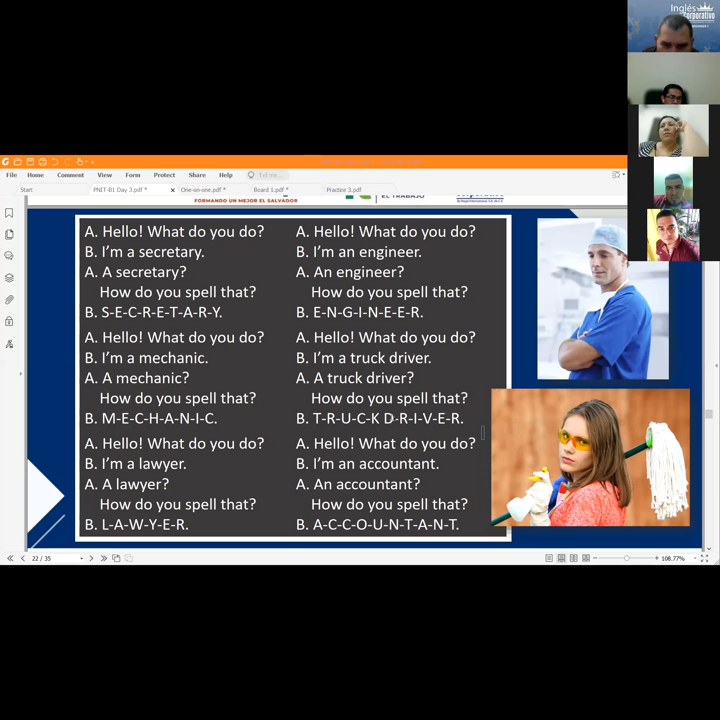 Inglés
Corporativo
File Home Comment View Form Protect Share Help Tell me...
Start PNIT-B1 Day 3.pdf * One-on-one.pdf * Board 1.pdf * Practice 3.pdf
FORMANDO UN MEJOR EL SALVADOR
EL TRABAJO
A. Hello! What do you do?
B. I'm a secretary.
A. A secretary?
How do you spell that?
B. S-E-C-R-E-T-A-R-Y.
A. Hello! What do you do?
B. I'm a mechanic.
A. A mechanic?
How do you spell that?
B. M-E-C-H-A-N-I-C.
A. Hello! What do you do?
B. I'm a lawyer.
A. A lawyer?
How do you spell that?
B. L-A-W-Y-E-R.
A. Hello! What do you do?
B. I'm an engineer.
A. An engineer?
How do you spell that?
B. E-N-G-I-N-E-E-R.
A. Hello! What do you do?
B. I'm a truck driver.
A. A truck driver?
How do you spell that?
B. T-R-U-C-K D-R-I-V-E-R.
A. Hello! What do you do?
B. I'm an accountant.
A. An accountant?
How do you spell that?
B. A-C-C-O-U-N-T-A-N-T.
22 / 35
108.77%